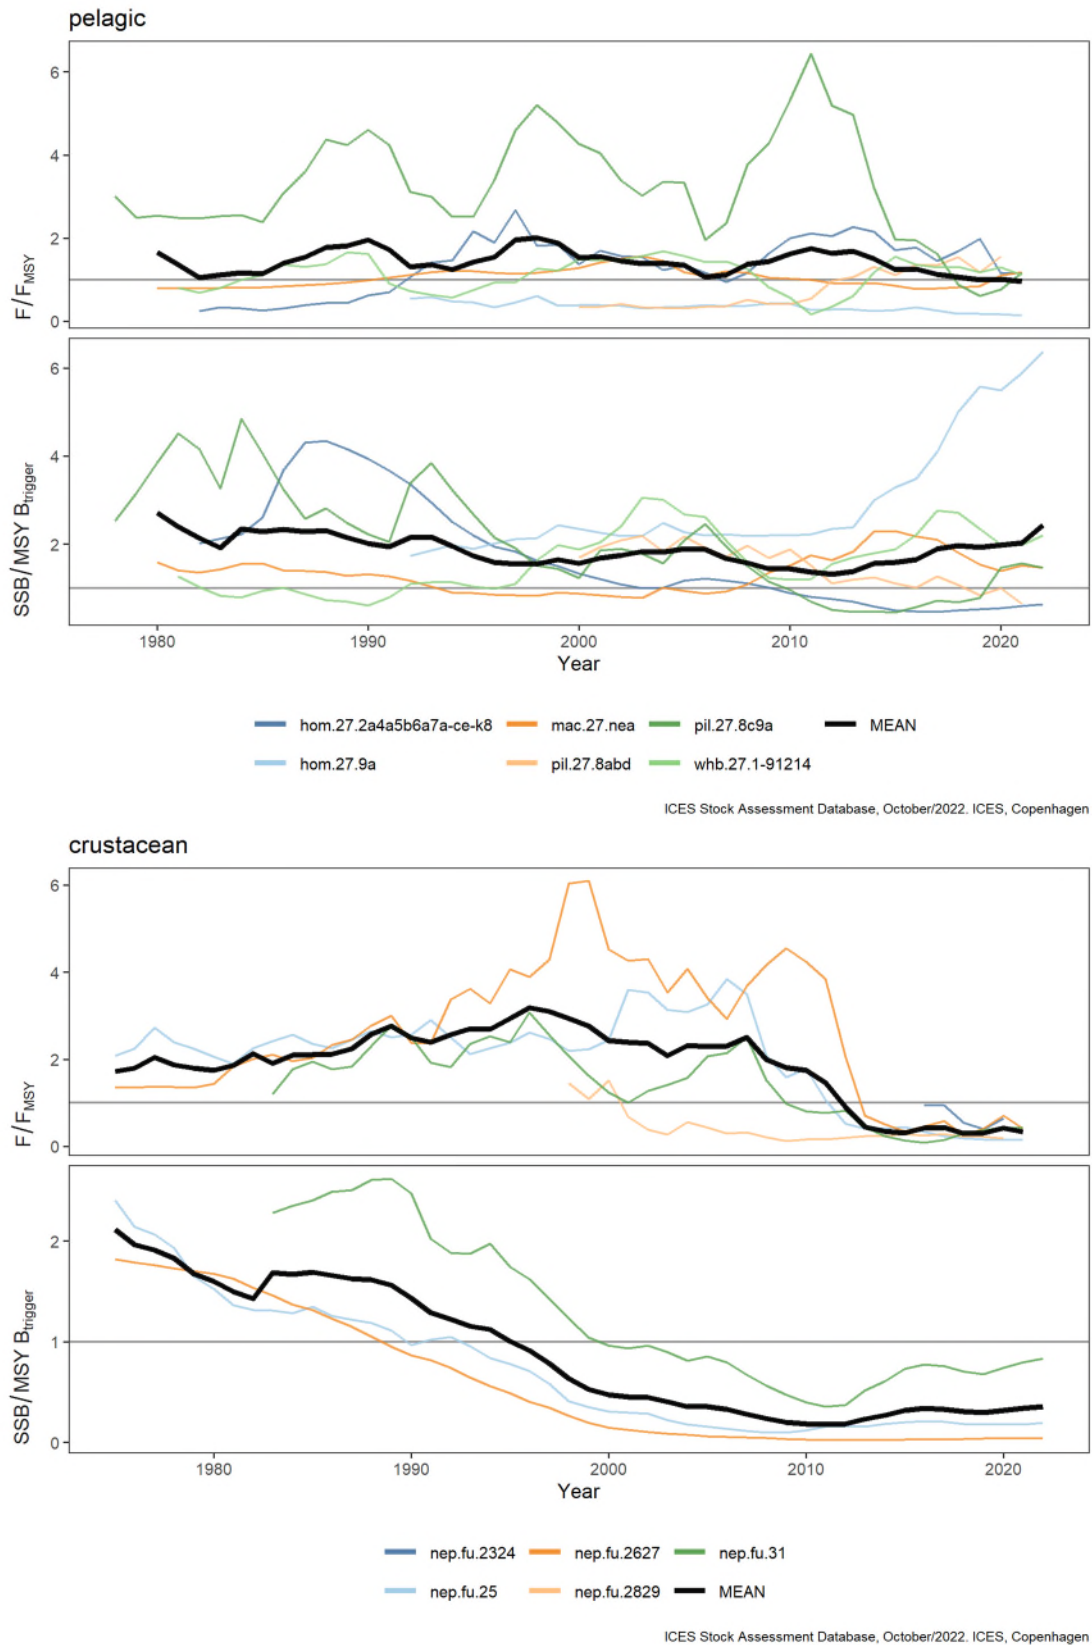 pelagic
6
4
2
0
F/F_MSY
6
4
2
SSB/MSY B_trigger
1980 1990 2000 2010 2020
Year
hom.27.2a4a5b6a7a-ce-k8 mac.27.nea pil.27.8c9a MEAN
hom.27.9a pil.27.8abd whb.27.1-91214
ICES Stock Assessment Database, October/2022. ICES, Copenhagen
crustacean
6
4
2
0
F/F_MSY
2
1
0
SSB/MSY B_trigger
1980 1990 2000 2010 2020
Year
nep.fu.2324 nep.fu.2627 nep.fu.31
nep.fu.25 nep.fu.2829 MEAN
ICES Stock Assessment Database, October/2022. ICES, Copenhagen